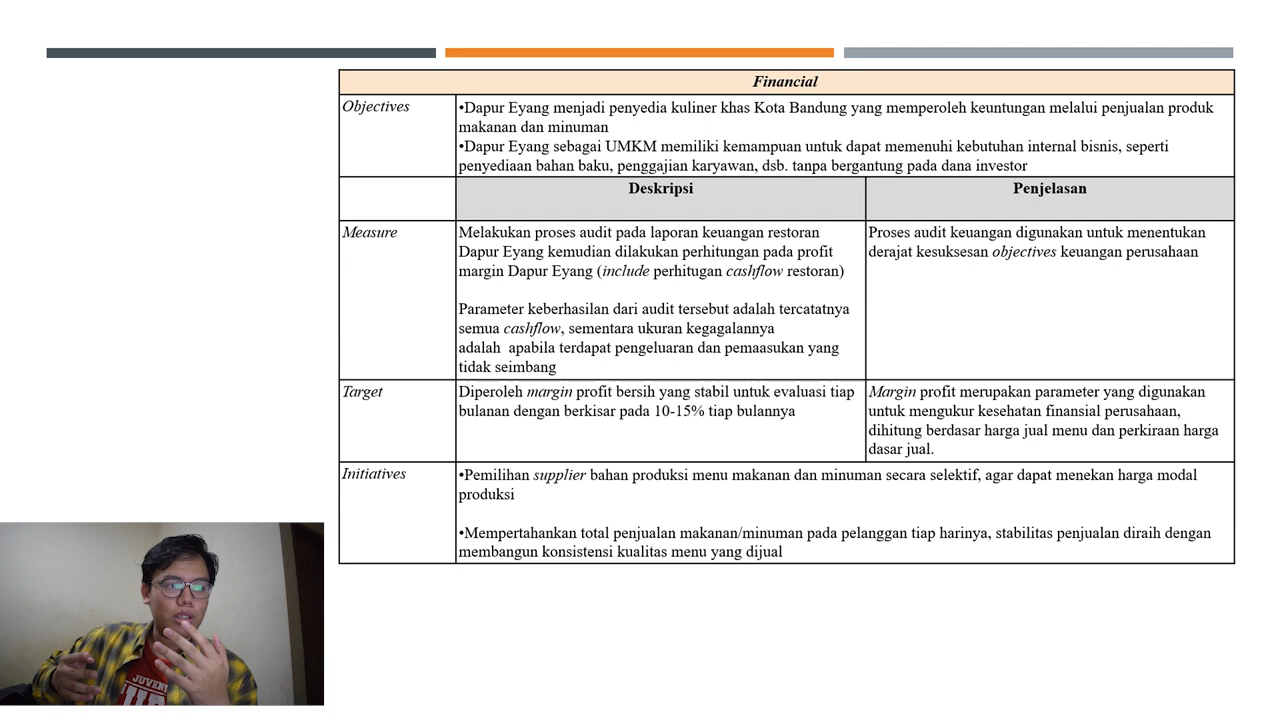 Financial
Objectives
•Dapur Eyang menjadi penyedia kuliner khas Kota Bandung yang memperoleh keuntungan melalui penjualan produk
makanan dan minuman
•Dapur Eyang sebagai UMKM memiliki kemampuan untuk dapat memenuhi kebutuhan internal bisnis, seperti
penyediaan bahan baku, penggajian karyawan, dsb. tanpa bergantung pada dana investor
Deskripsi
Penjelasan
Measure
Melakukan proses audit pada laporan keuangan restoran
Dapur Eyang kemudian dilakukan perhitungan pada profit
margin Dapur Eyang (include perhitugan cashflow restoran)
Parameter keberhasilan dari audit tersebut adalah tercatatnya
semua cashflow, sementara ukuran kegagalannya
adalah  apabila terdapat pengeluaran dan pemaasukan yang
tidak seimbang
Proses audit keuangan digunakan untuk menentukan
derajat kesuksesan objectives keuangan perusahaan
Target
Diperoleh margin profit bersih yang stabil untuk evaluasi tiap
bulanan dengan berkisar pada 10-15% tiap bulannya
Margin profit merupakan parameter yang digunakan
untuk mengukur kesehatan finansial perusahaan,
dihitung berdasar harga jual menu dan perkiraan harga
dasar jual.
Initiatives
•Pemilihan supplier bahan produksi menu makanan dan minuman secara selektif, agar dapat menekan harga modal
produksi
•Mempertahankan total penjualan makanan/minuman pada pelanggan tiap harinya, stabilitas penjualan diraih dengan
membangun konsistensi kualitas menu yang dijual